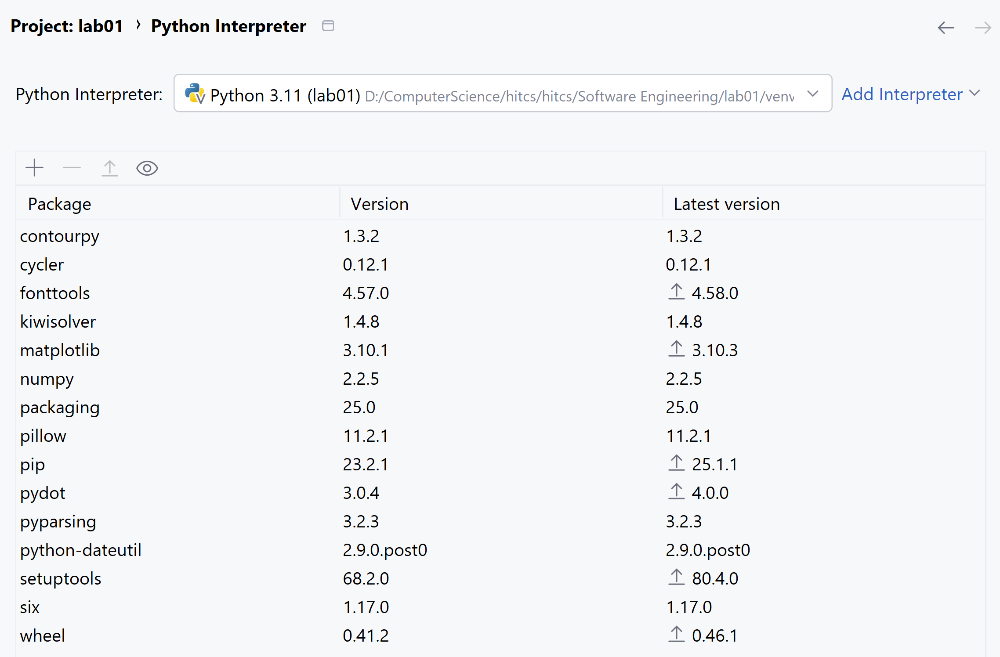 Project: lab01 › Python Interpreter
Python Interpreter: Python 3.11 (lab01) D:/ComputerScience/hitcs/hitcs/Software Engineering/lab01/venv Add Interpreter
Package Version Latest version
contourpy 1.3.2 1.3.2
cycler 0.12.1 0.12.1
fonttools 4.57.0 4.58.0
kiwisolver 1.4.8 1.4.8
matplotlib 3.10.1 3.10.3
numpy 2.2.5 2.2.5
packaging 25.0 25.0
pillow 11.2.1 11.2.1
pip 23.2.1 25.1.1
pydot 3.0.4 4.0.0
pyparsing 3.2.3 3.2.3
python-dateutil 2.9.0.post0 2.9.0.post0
setuptools 68.2.0 80.4.0
six 1.17.0 1.17.0
wheel 0.41.2 0.46.1